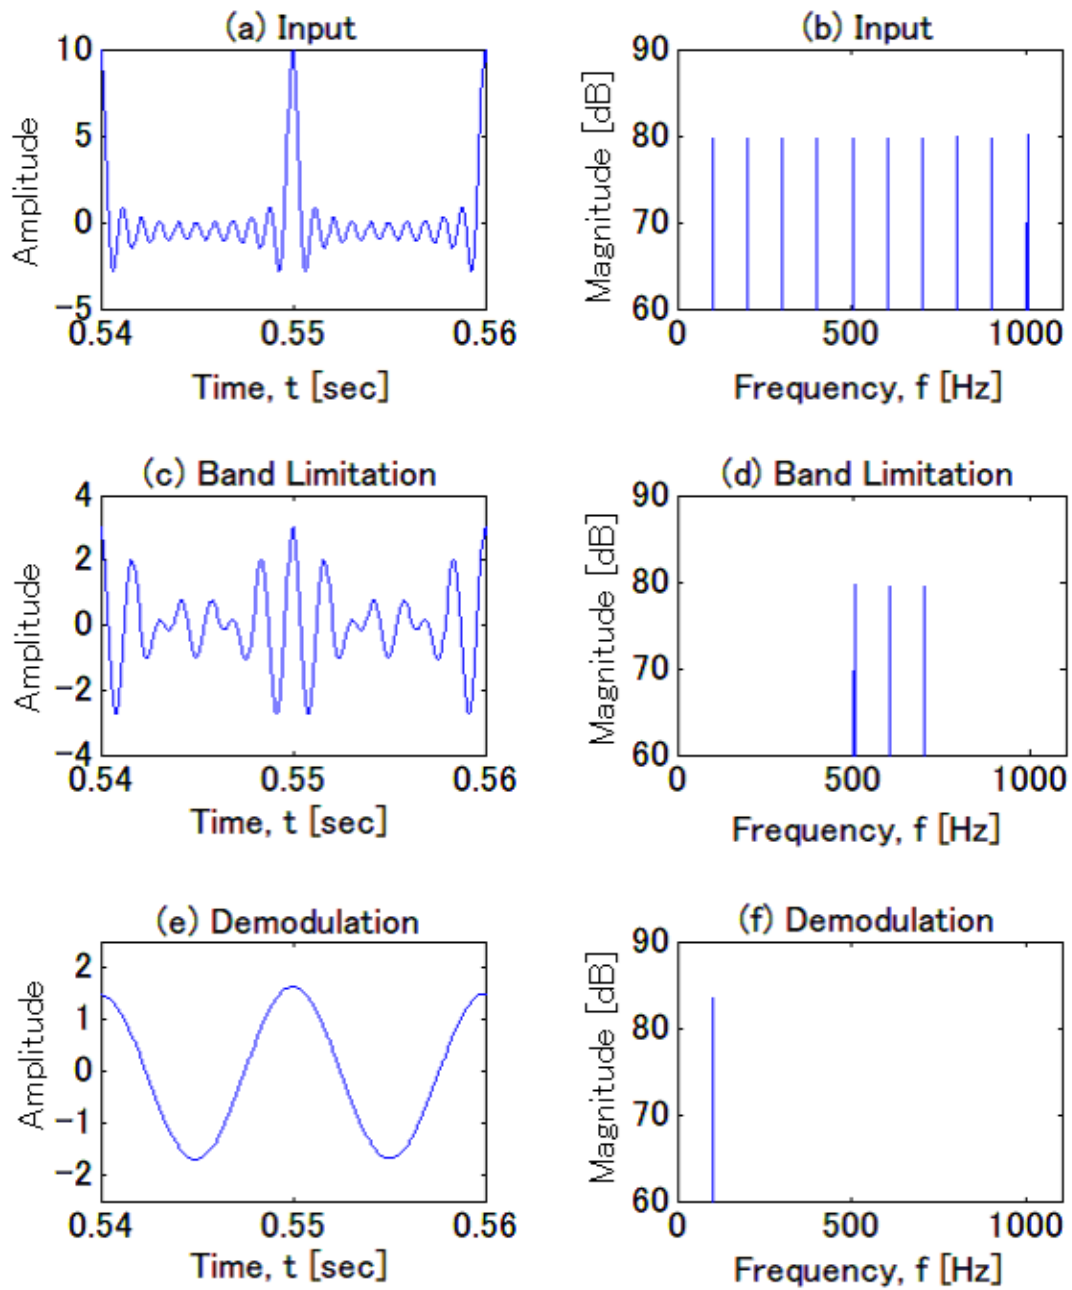 (a) Input
10
5
0
-5
Amplitude
0.54 0.55 0.56
Time, t [sec]
(b) Input
90
80
70
60
Magnitude [dB]
0 500 1000
Frequency, f [Hz]
(c) Band Limitation
4
2
0
-2
-4
Amplitude
0.54 0.55 0.56
Time, t [sec]
(d) Band Limitation
90
80
70
60
Magnitude [dB]
0 500 1000
Frequency, f [Hz]
(e) Demodulation
2
1
0
-1
-2
Amplitude
0.54 0.55 0.56
Time, t [sec]
(f) Demodulation
90
80
70
60
Magnitude [dB]
0 500 1000
Frequency, f [Hz]